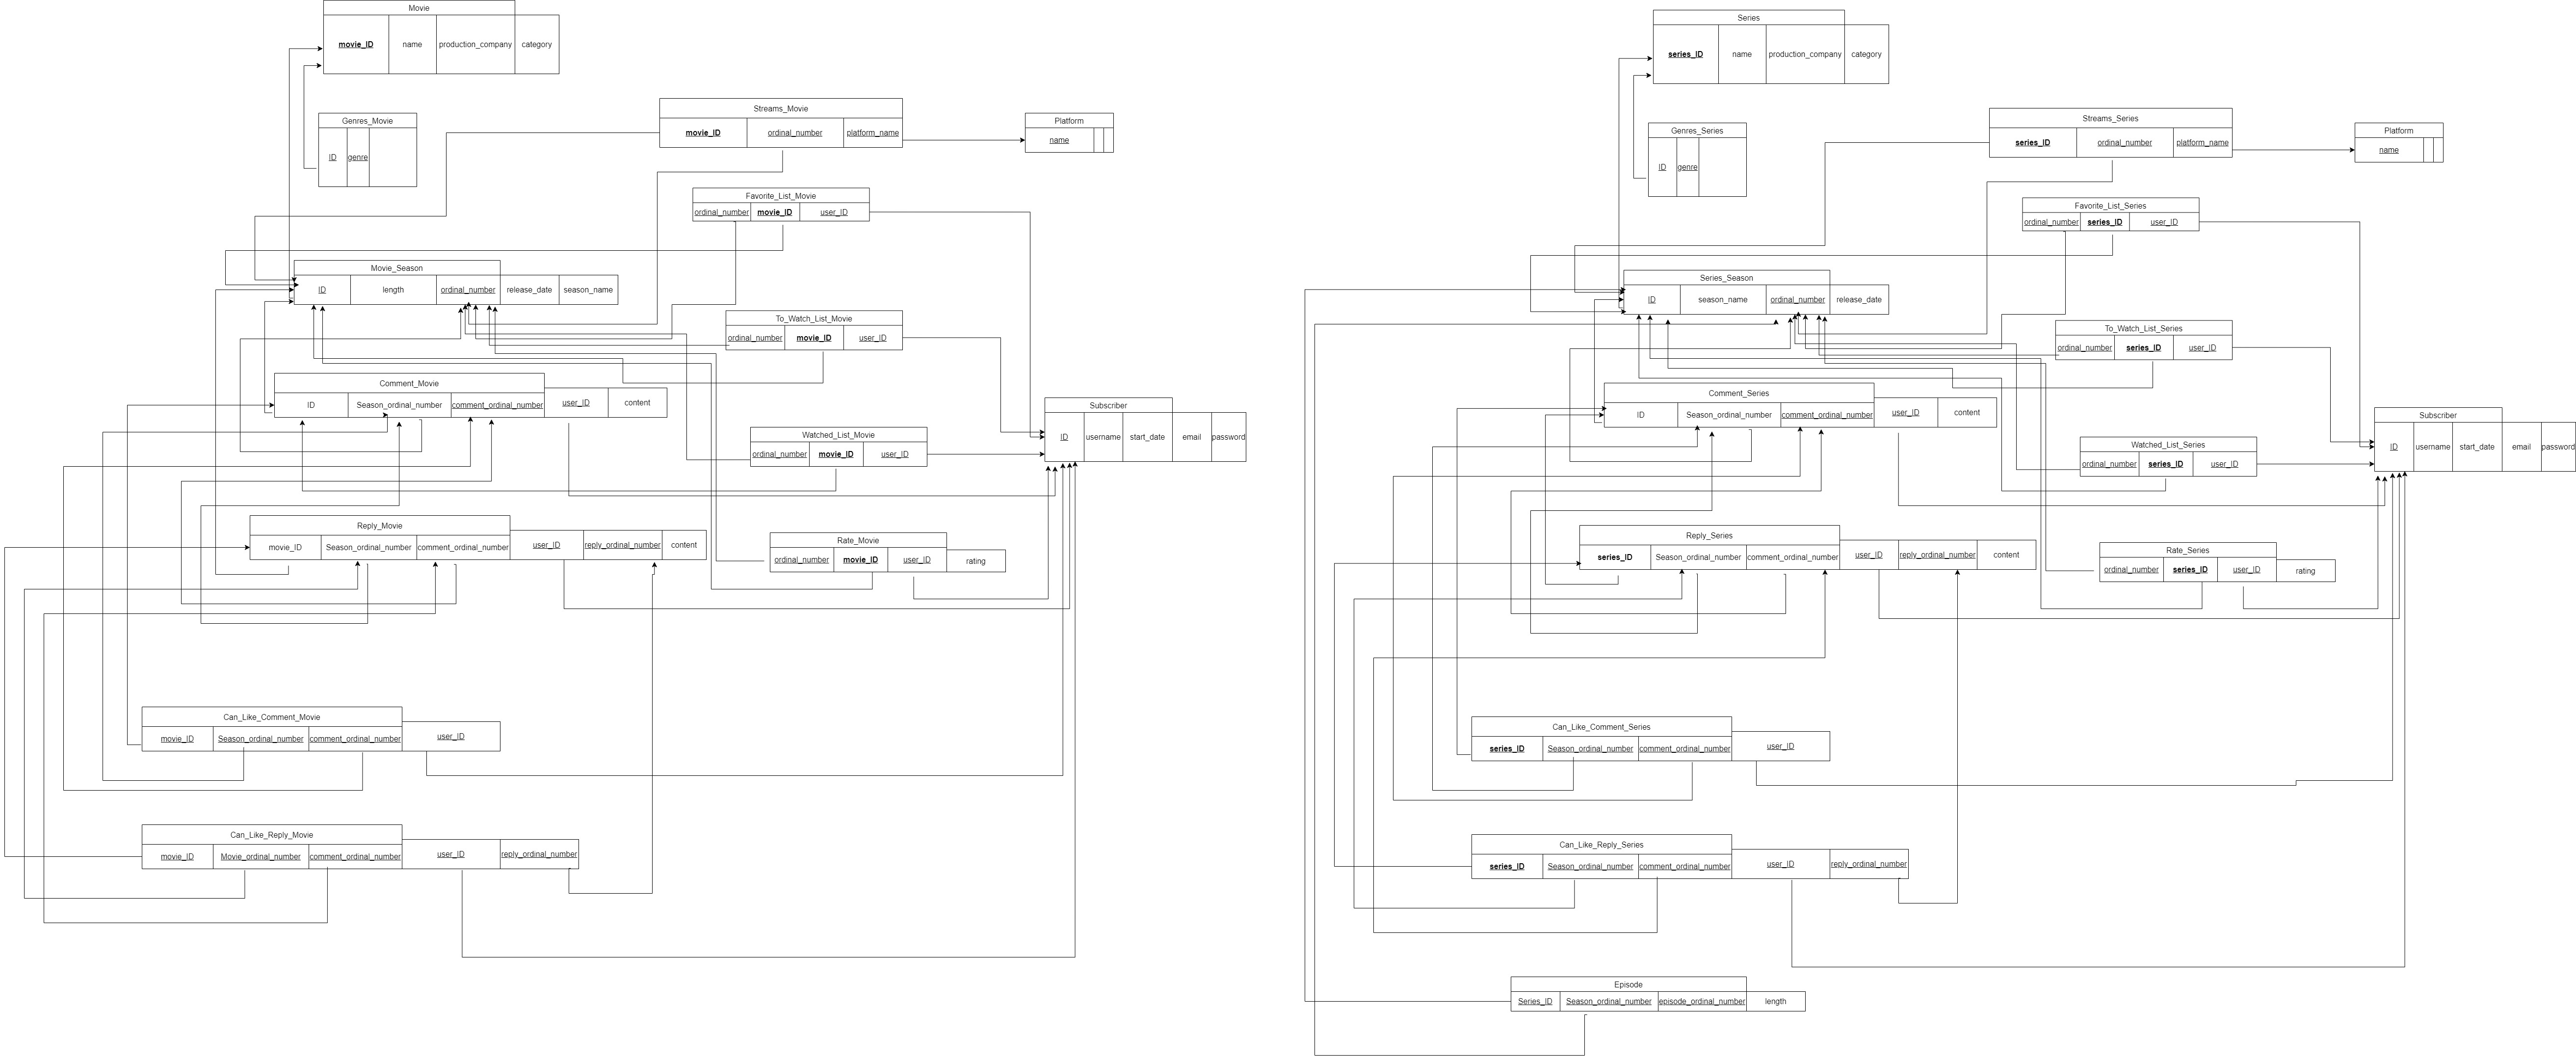 Movie
movie_ID name production_company category
Genres_Movie
ID genre
Streams_Movie
movie_ID ordinal_number platform_name
Platform
name
Favorite_List_Movie
ordinal_number movie_ID user_ID
Movie_Season
ID length ordinal_number release_date season_name
To_Watch_List_Movie
ordinal_number movie_ID user_ID
Comment_Movie
ID Season_ordinal_number comment_ordinal_number user_ID content
Subscriber
ID username start_date email password
Watched_List_Movie
ordinal_number movie_ID user_ID
Reply_Movie
movie_ID Season_ordinal_number comment_ordinal_number user_ID reply_ordinal_number content
Rate_Movie
ordinal_number movie_ID user_ID rating
Can_Like_Comment_Movie
movie_ID Season_ordinal_number comment_ordinal_number user_ID
Can_Like_Reply_Movie
movie_ID Movie_ordinal_number comment_ordinal_number user_ID reply_ordinal_number
Series
series_ID name production_company category
Genres_Series
ID genre
Streams_Series
series_ID ordinal_number platform_name
Platform
name
Favorite_List_Series
ordinal_number series_ID user_ID
Series_Season
ID season_name ordinal_number release_date
To_Watch_List_Series
ordinal_number series_ID user_ID
Comment_Series
ID Season_ordinal_number comment_ordinal_number user_ID content
Subscriber
ID username start_date email password
Watched_List_Series
ordinal_number series_ID user_ID
Reply_Series
series_ID Season_ordinal_number comment_ordinal_number user_ID reply_ordinal_number content
Rate_Series
ordinal_number series_ID user_ID rating
Can_Like_Comment_Series
series_ID Season_ordinal_number comment_ordinal_number user_ID
Can_Like_Reply_Series
series_ID Season_ordinal_number comment_ordinal_number user_ID reply_ordinal_number
Episode
Series_ID Season_ordinal_number episode_ordinal_number length